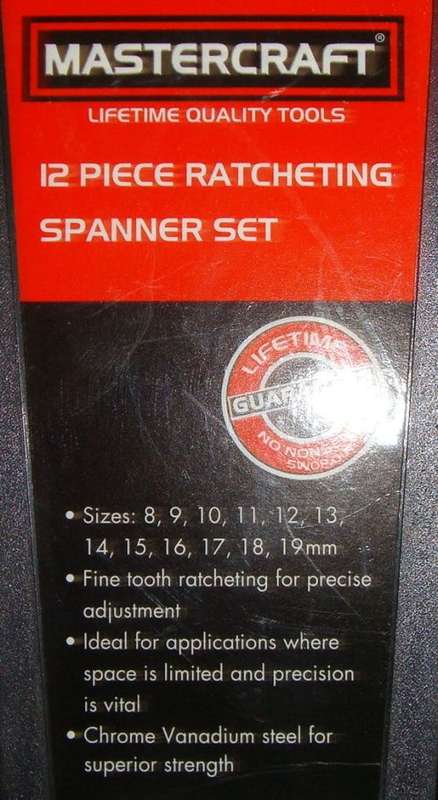 MASTERCRAFT®
LIFETIME QUALITY TOOLS
12 PIECE RATCHETING
SPANNER SET
LIFETIME
NO
• Sizes: 8, 9, 10, 11, 12, 13,
14, 15, 16, 17, 18, 19mm
• Fine tooth ratcheting for precise
adjustment
• Ideal for applications where
space is limited and precision
is vital
• Chrome Vanadium steel for
superior strength